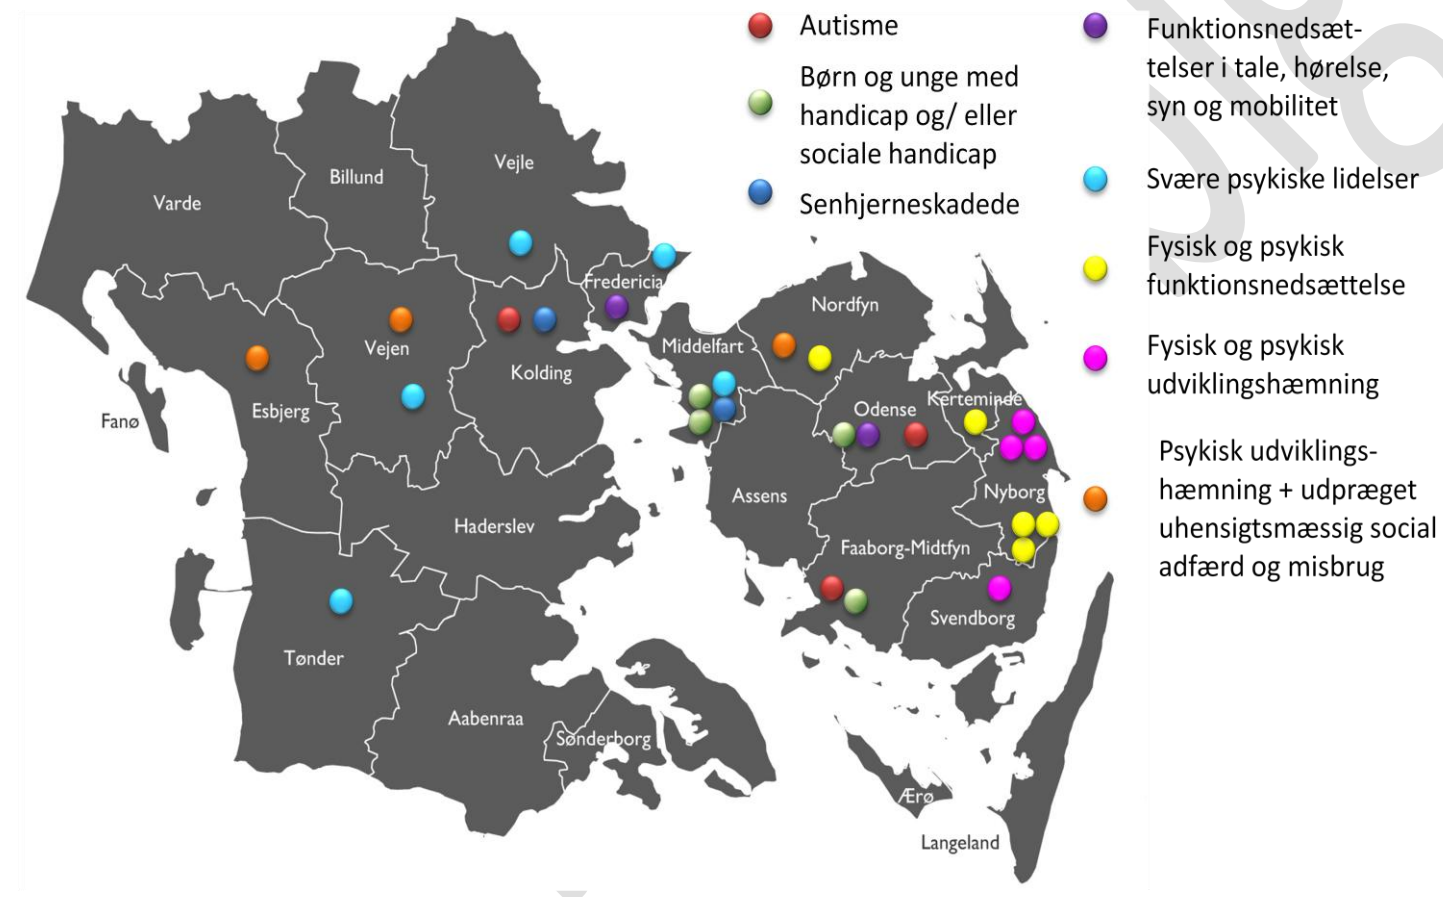 Autisme
Børn og unge med
handicap og/ eller
sociale handicap
Senhjerneskadede
Funktionsnedsæt-
telser i tale, hørelse,
syn og mobilitet
Svære psykiske lidelser
Fysisk og psykisk
funktionsnedsættelse
Fysisk og psykisk
udviklingshæmning
Psykisk udviklings-
hæmning + udpræget
uhensigtsmæssig social
adfærd og misbrug
Vejle
Billund
Varde
Fredericia
Nordfyn
Middelfart
Vejen
Kolding
Kerteminde
Odense
Esbjerg
Fanø
Nyborg
Assens
Haderslev
Faaborg-Midtfyn
Svendborg
Tønder
Aabenraa
Sønderborg
Ærø
Langeland